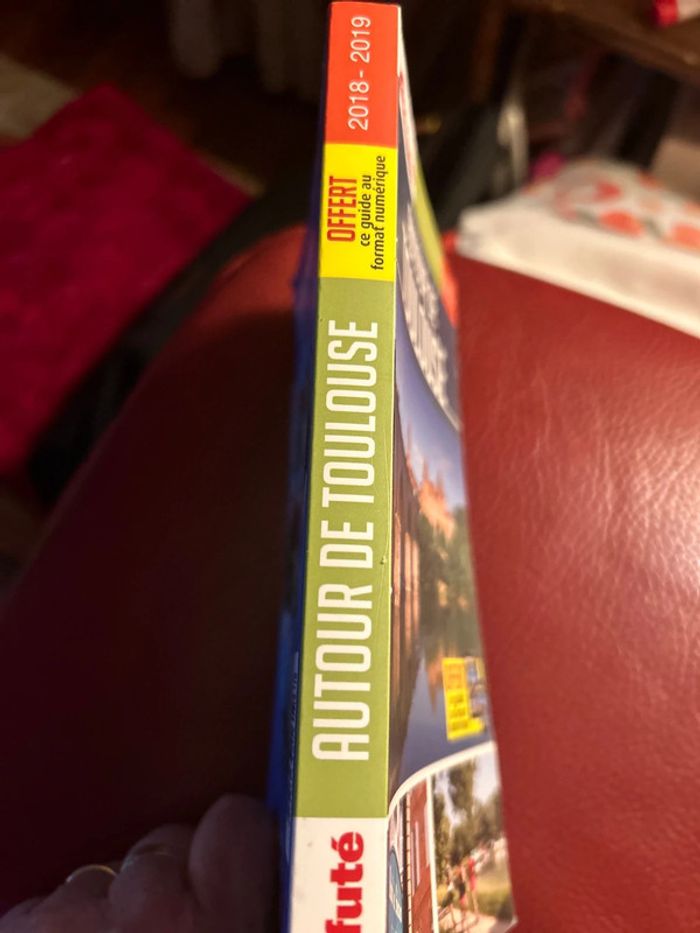 2018- 2019
OFFERT
ce guide au
format numérique
AUTOUR DE TOULOUSE
futé